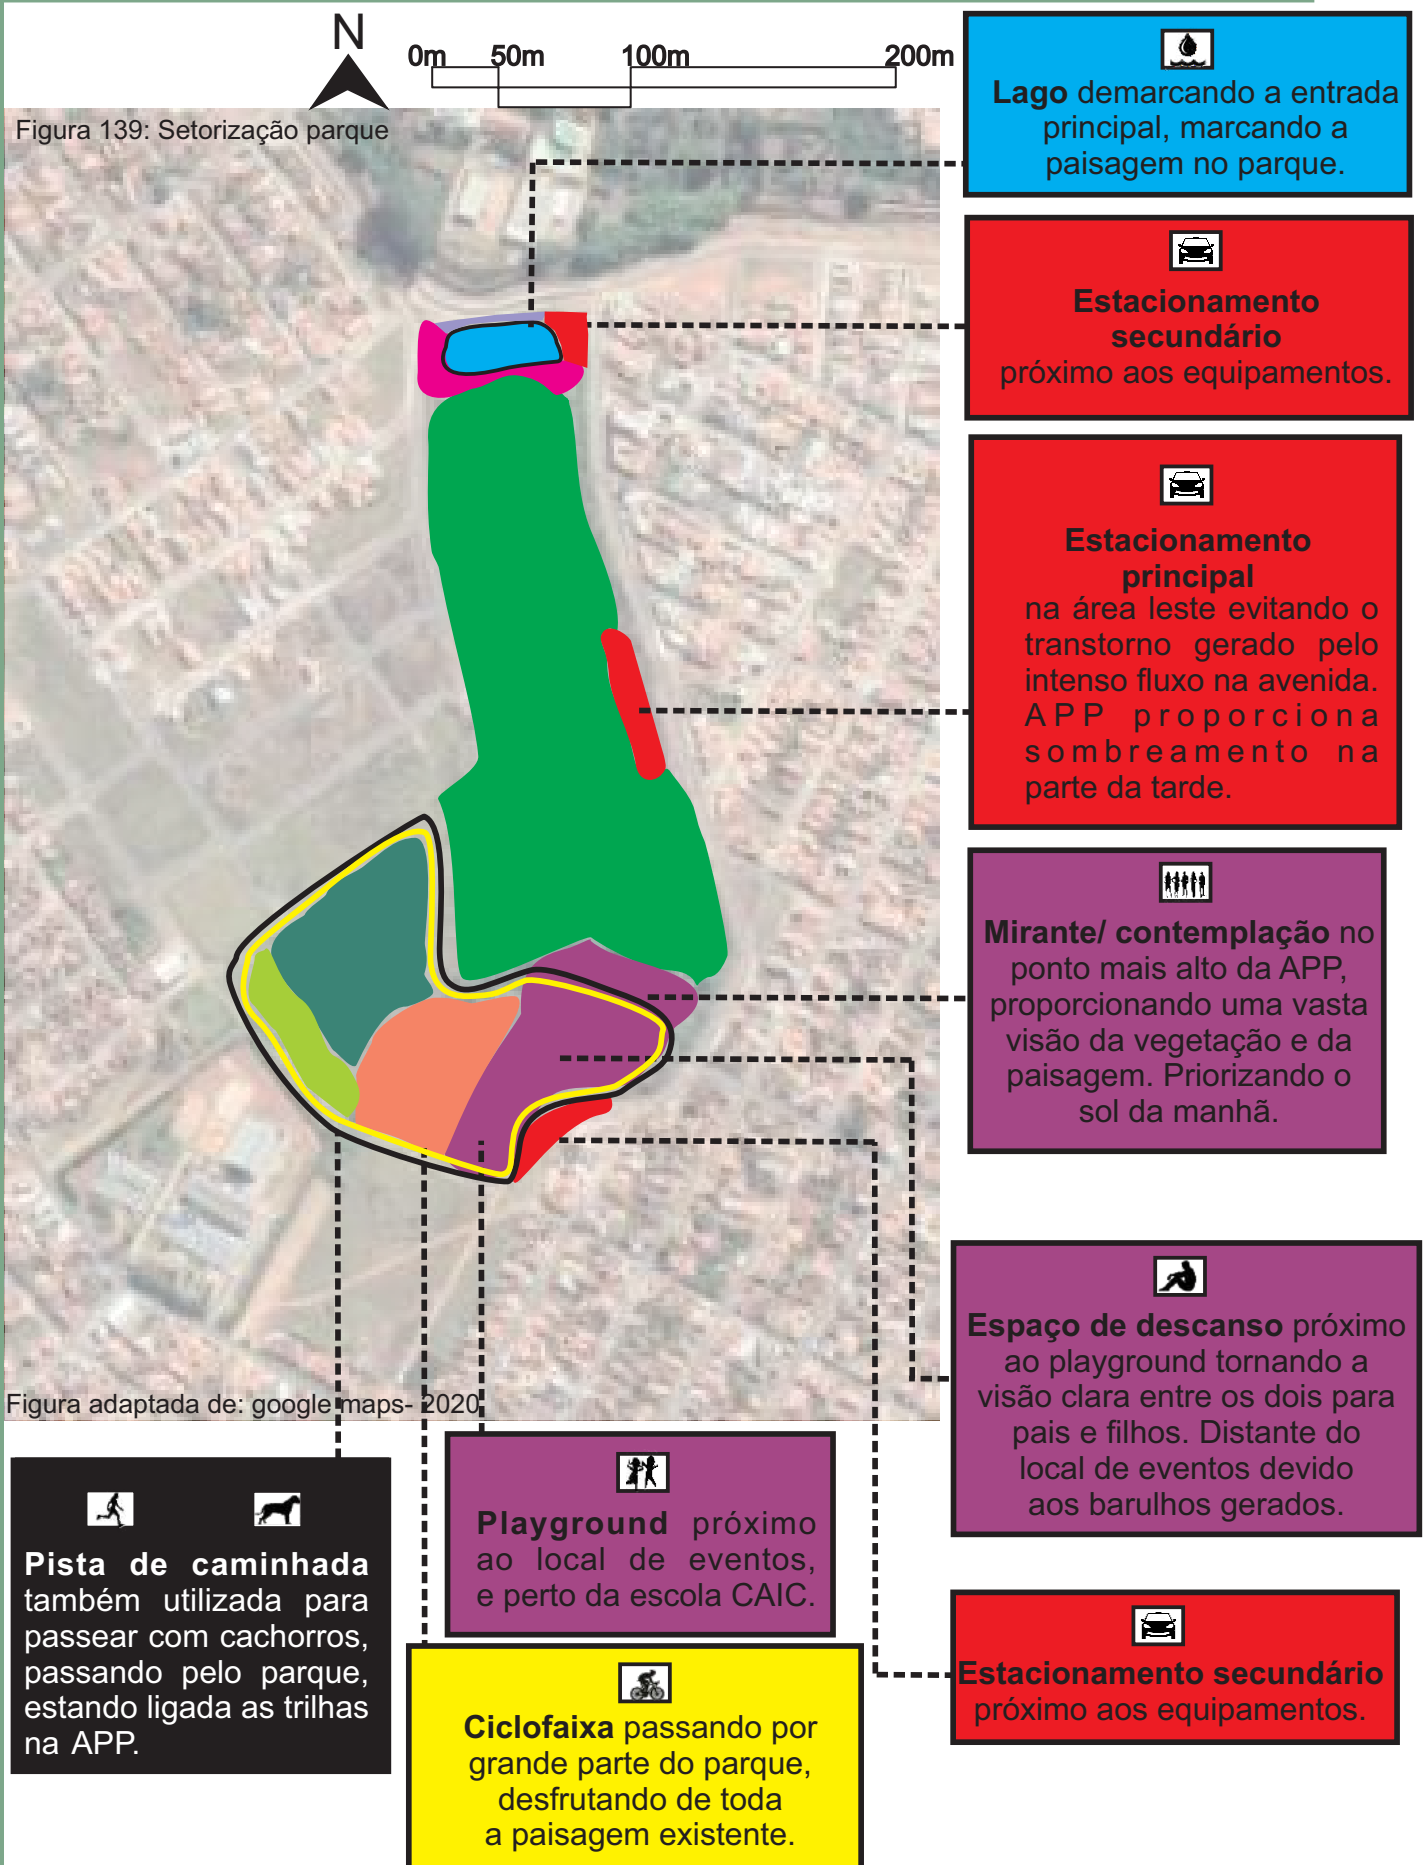 N
0m 50m 100m 200m
Figura 139: Setorização parque
Lago demarcando a entrada
principal, marcando a
paisagem no parque.
Estacionamento
secundário
próximo aos equipamentos.
Estacionamento
principal
na área leste evitando o
transtorno gerado pelo
intenso fluxo na avenida.
APP proporciona
sombreamento na
parte da tarde.
Mirante/ contemplação no
ponto mais alto da APP,
proporcionando uma vasta
visão da vegetação e da
paisagem. Priorizando o
sol da manhã.
Espaço de descanso próximo
ao playground tornando a
visão clara entre os dois para
pais e filhos. Distante do
local de eventos devido
aos barulhos gerados.
Figura adaptada de: google maps- 2020
Pista de caminhada
também utilizada para
passear com cachorros,
passando pelo parque,
estando ligada as trilhas
na APP.
Playground próximo
ao local de eventos,
e perto da escola CAIC.
Ciclofaixa passando por
grande parte do parque,
desfrutando de toda
a paisagem existente.
Estacionamento secundário
próximo aos equipamentos.